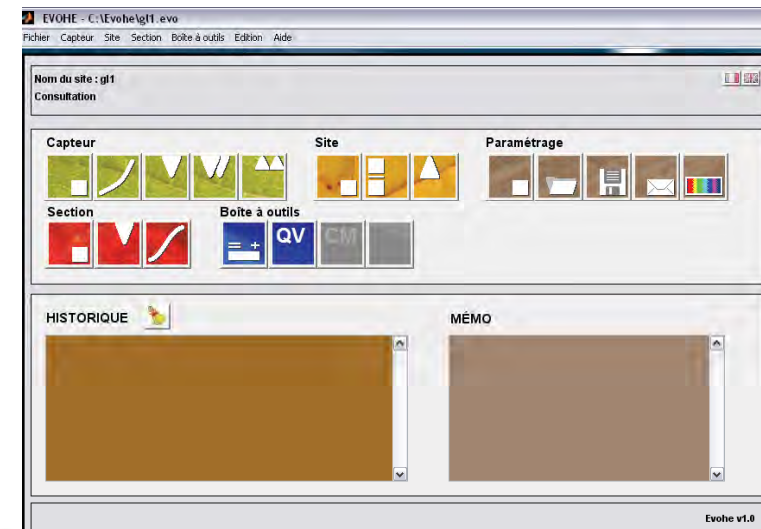 EVOHE - C:\Evohe\gl1.evo
Fichier Capteur Site Section Boîte à outils Edition Aide
Nom du site : gl1
Consultation
Capteur Site Paramétrage
Section Boîte à outils
QV CM
HISTORIQUE MÉMO
Evohe v1.0